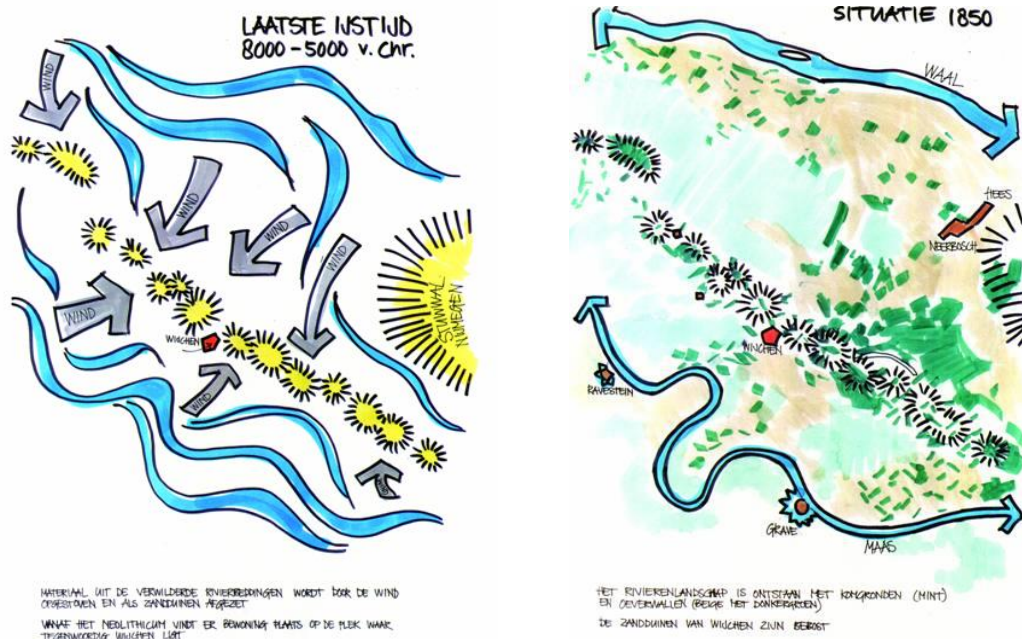 LAATSTE IJSTIJD
8000-5000 v. Chr.
WIND
WIND
WIND
WIND
WIND
WIJCHEN
WIND
STUWWAL
NIJMEGEN
MATERIAAL UIT DE VERWILDERDE RIVIERBEDDINGEN WORDT DOOR DE WIND
OPGESTOVEN EN ALS ZANDDUINEN AFGEZET
VANAF HET NEOLITHICUM VINDT ER BEWONING PLAATS OP DE PLEK WAAR
TEGENWOORDIG WIJCHEN LIGT
SITUATIE 1850
WAAL
HEES
NEERBOSCH
WIJCHEN
RAVESTEIN
GRAVE
MAAS
HET RIVIERENLANDSCHAP IS ONTSTAAN MET KOMGRONDEN (MINT)
EN OEVERWALLEN (BEIGE MET DONKERGROEN)
DE ZANDDUINEN VAN WIJCHEN ZIJN BEBOST